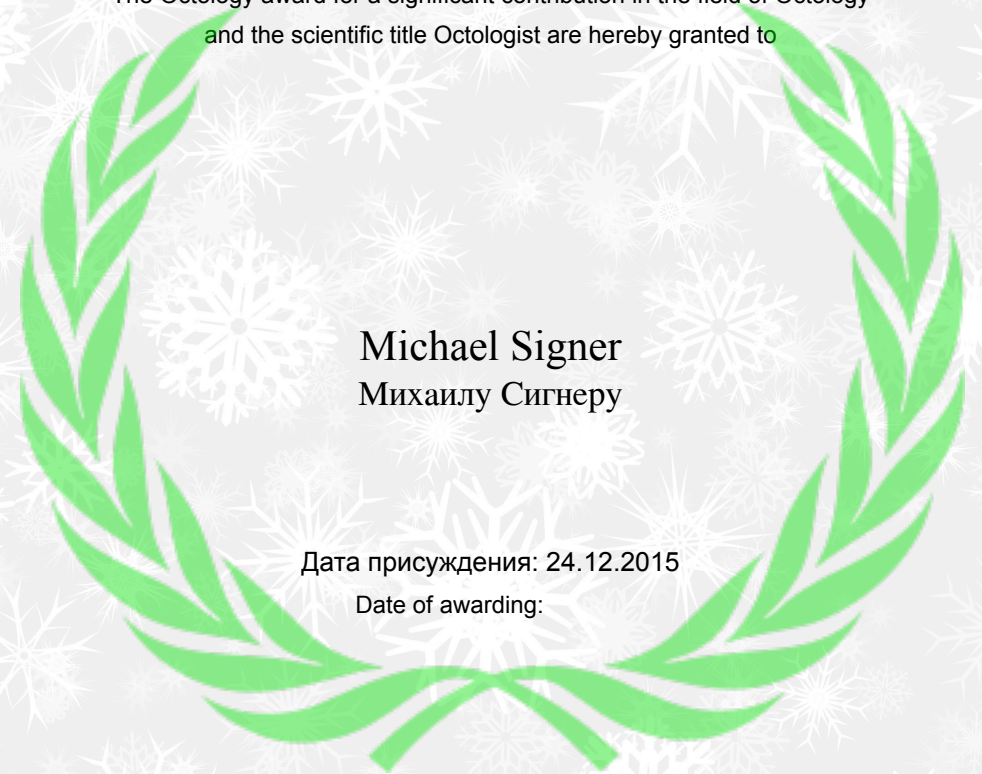 The Octology award for a significant contribution in the field of Octology
and the scientific title Octologist are hereby granted to
Michael Signer
Михаилу Сигнеру
Дата присуждения: 24.12.2015
Date of awarding: